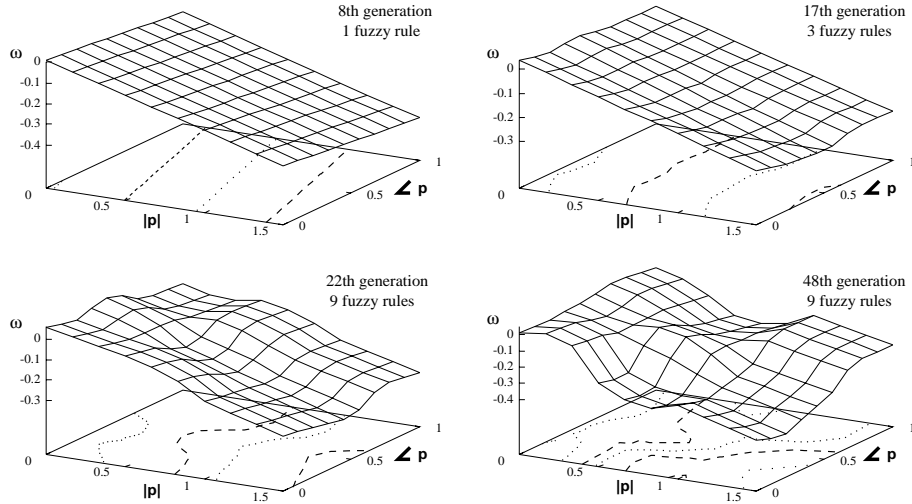 8th generation
1 fuzzy rule
ω
0
-0.1
-0.2
-0.3
-0.4
0
0.5
1
1.5
|p|
0
0.5
1
∠ p
17th generation
3 fuzzy rules
ω
0
-0.1
-0.2
-0.3
0
0.5
1
1.5
|p|
0
0.5
1
∠ p
22th generation
9 fuzzy rules
ω
0
-0.1
-0.2
-0.3
0
0.5
1
1.5
|p|
0
0.5
1
∠ p
48th generation
9 fuzzy rules
ω
0
-0.1
-0.2
-0.3
-0.4
0
0.5
1
1.5
|p|
0
0.5
1
∠ p